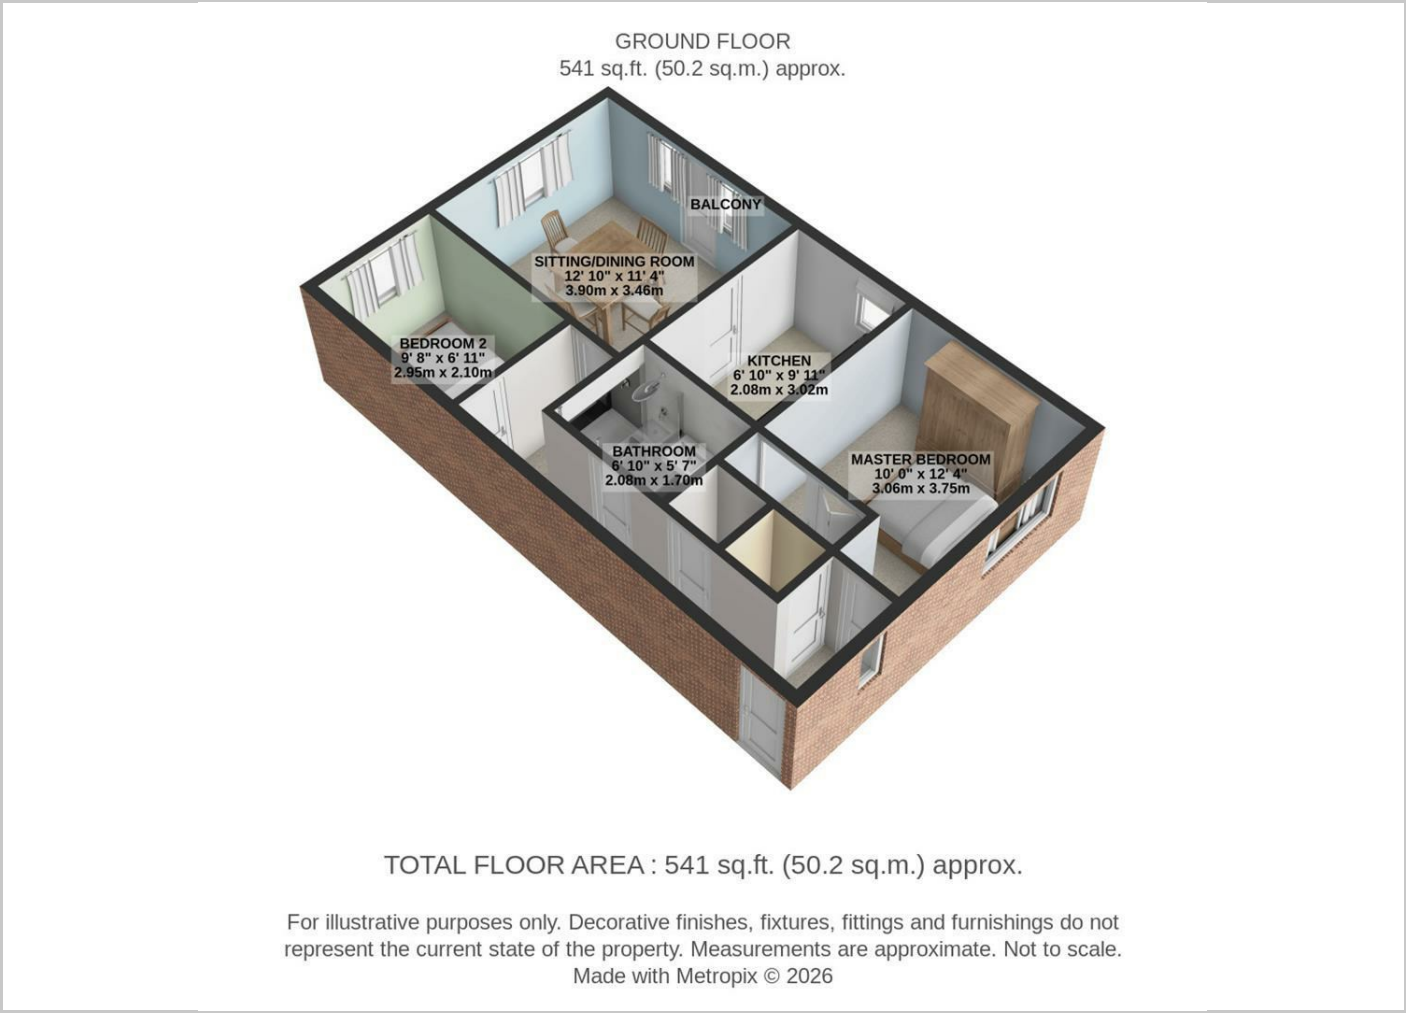 GROUND FLOOR
541 sq.ft. (50.2 sq.m.) approx.
BALCONY
SITTING/DINING ROOM
12' 10" x 11' 4"
3.90m x 3.46m
BEDROOM 2
9' 8" x 6' 11"
2.95m x 2.10m
KITCHEN
6' 10" x 9' 11"
2.08m x 3.02m
BATHROOM
6' 10" x 5' 7"
2.08m x 1.70m
MASTER BEDROOM
10' 0" x 12' 4"
3.06m x 3.75m
TOTAL FLOOR AREA : 541 sq.ft. (50.2 sq.m.) approx.
For illustrative purposes only. Decorative finishes, fixtures, fittings and furnishings do not
represent the current state of the property. Measurements are approximate. Not to scale.
Made with Metropix © 2026